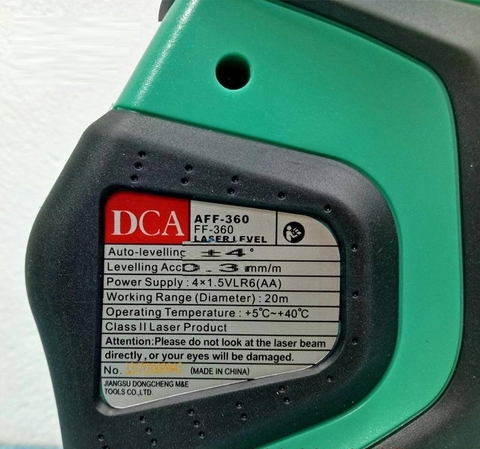 DCA
AFF-360
FF-360
LASER LEVEL
Auto-levelling ±4°
Levelling Acc0.3mm/m
Power Supply : 4×1.5VLR6(AA)
Working Range (Diameter) : 20m
Operating Temperature : +5℃~+40℃
Class II Laser Product
Attention:Please do not look at the laser beam
directly, or your eyes will be damaged.
No. (MADE IN CHINA)
JIANGSU DONGCHENG M&E
TOOLS CO.,LTD